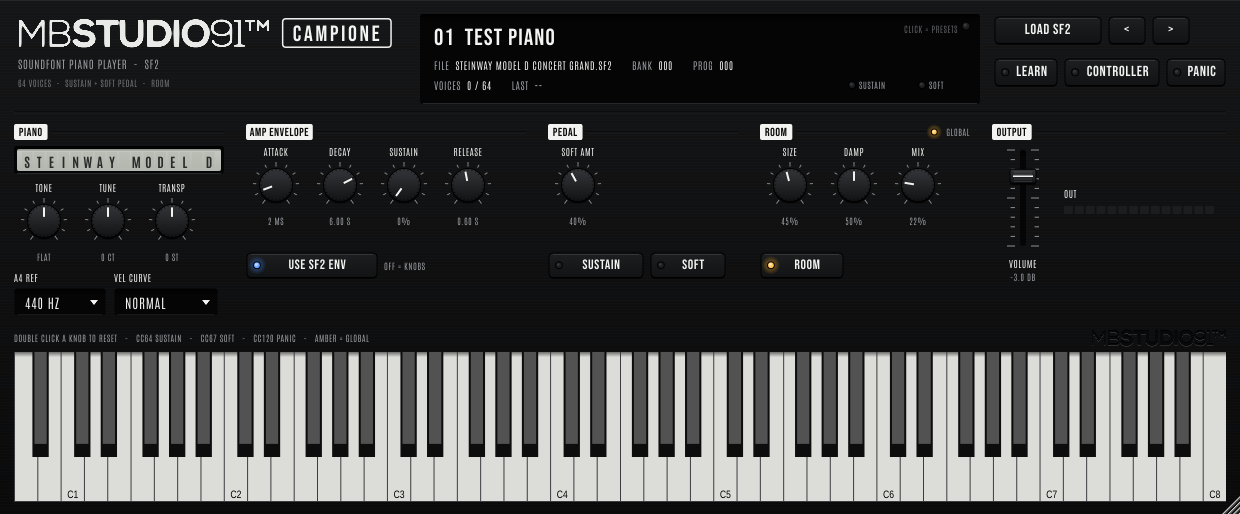 MBSTUDIO91™ CAMPIONE
SOUNDFONT PIANO PLAYER - SF2
64 VOICES - SUSTAIN + SOFT PEDAL - ROOM
01 TEST PIANO
CLICK = PRESETS
FILE STEINWAY MODEL D CONCERT GRAND.SF2 BANK 000 PROG 000
VOICES 0 / 64 LAST --
SUSTAIN SOFT
LOAD SF2 < >
LEARN CONTROLLER PANIC
PIANO
STEINWAY MODEL D
TONE TUNE TRANSP
FLAT 0 CT 0 ST
A4 REF VEL CURVE
440 HZ NORMAL
AMP ENVELOPE
ATTACK DECAY SUSTAIN RELEASE
2 MS 6.00 S 0% 0.60 S
USE SF2 ENV OFF = KNOBS
PEDAL
SOFT AMT
40%
SUSTAIN SOFT
ROOM GLOBAL
SIZE DAMP MIX
45% 50% 22%
ROOM
OUTPUT
OUT
VOLUME
-3.0 DB
DOUBLE CLICK A KNOB TO RESET - CC64 SUSTAIN - CC67 SOFT - CC120 PANIC - AMBER = GLOBAL
MBSTUDIO91™
C1 C2 C3 C4 C5 C6 C7 C8